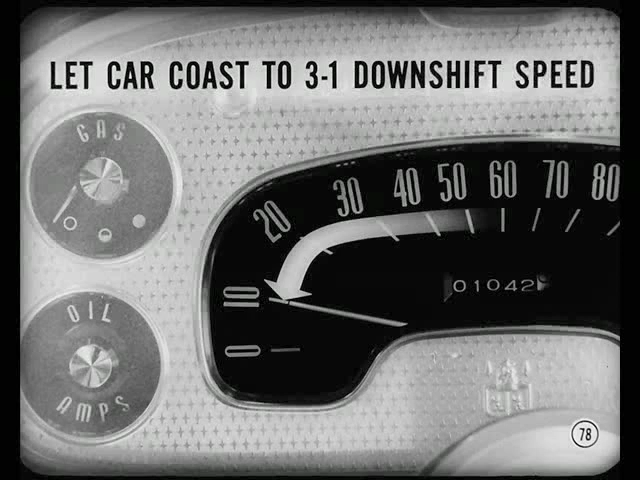 LET CAR COAST TO 3-1 DOWNSHIFT SPEED
GAS
20 30 40 50 60 70 80
10
01042
0
OIL
AMPS
78